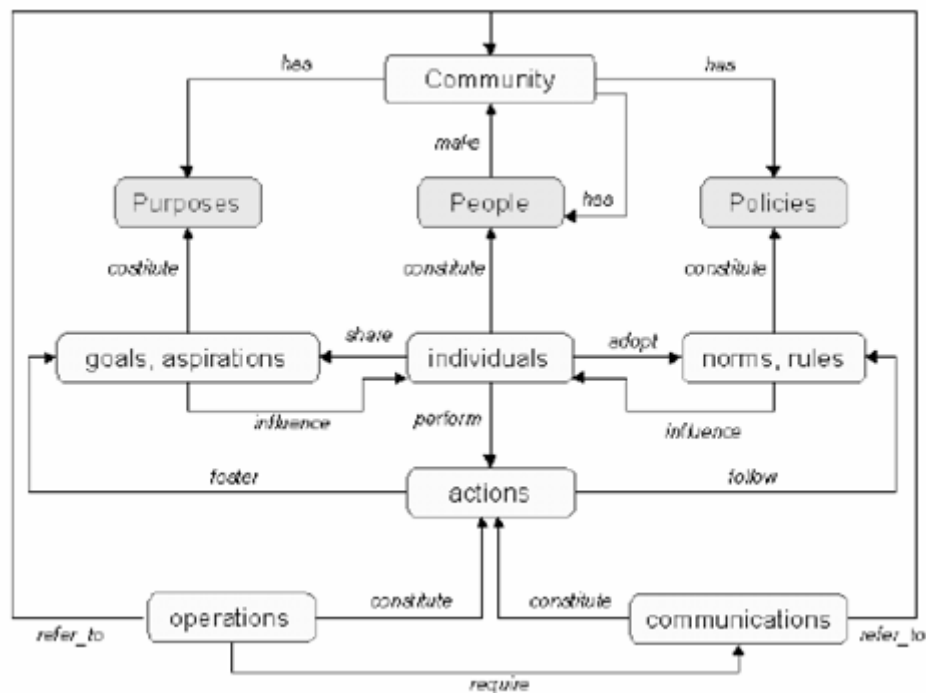 has
Community
has
make
Purposes
People
has
Policies
costitute
constitute
constitute
goals, aspirations
share
individuals
adopt
norms, rules
influence
perform
influence
foster
actions
follow
operations
constitute
constitute
communications
refer_to
refer_to
require